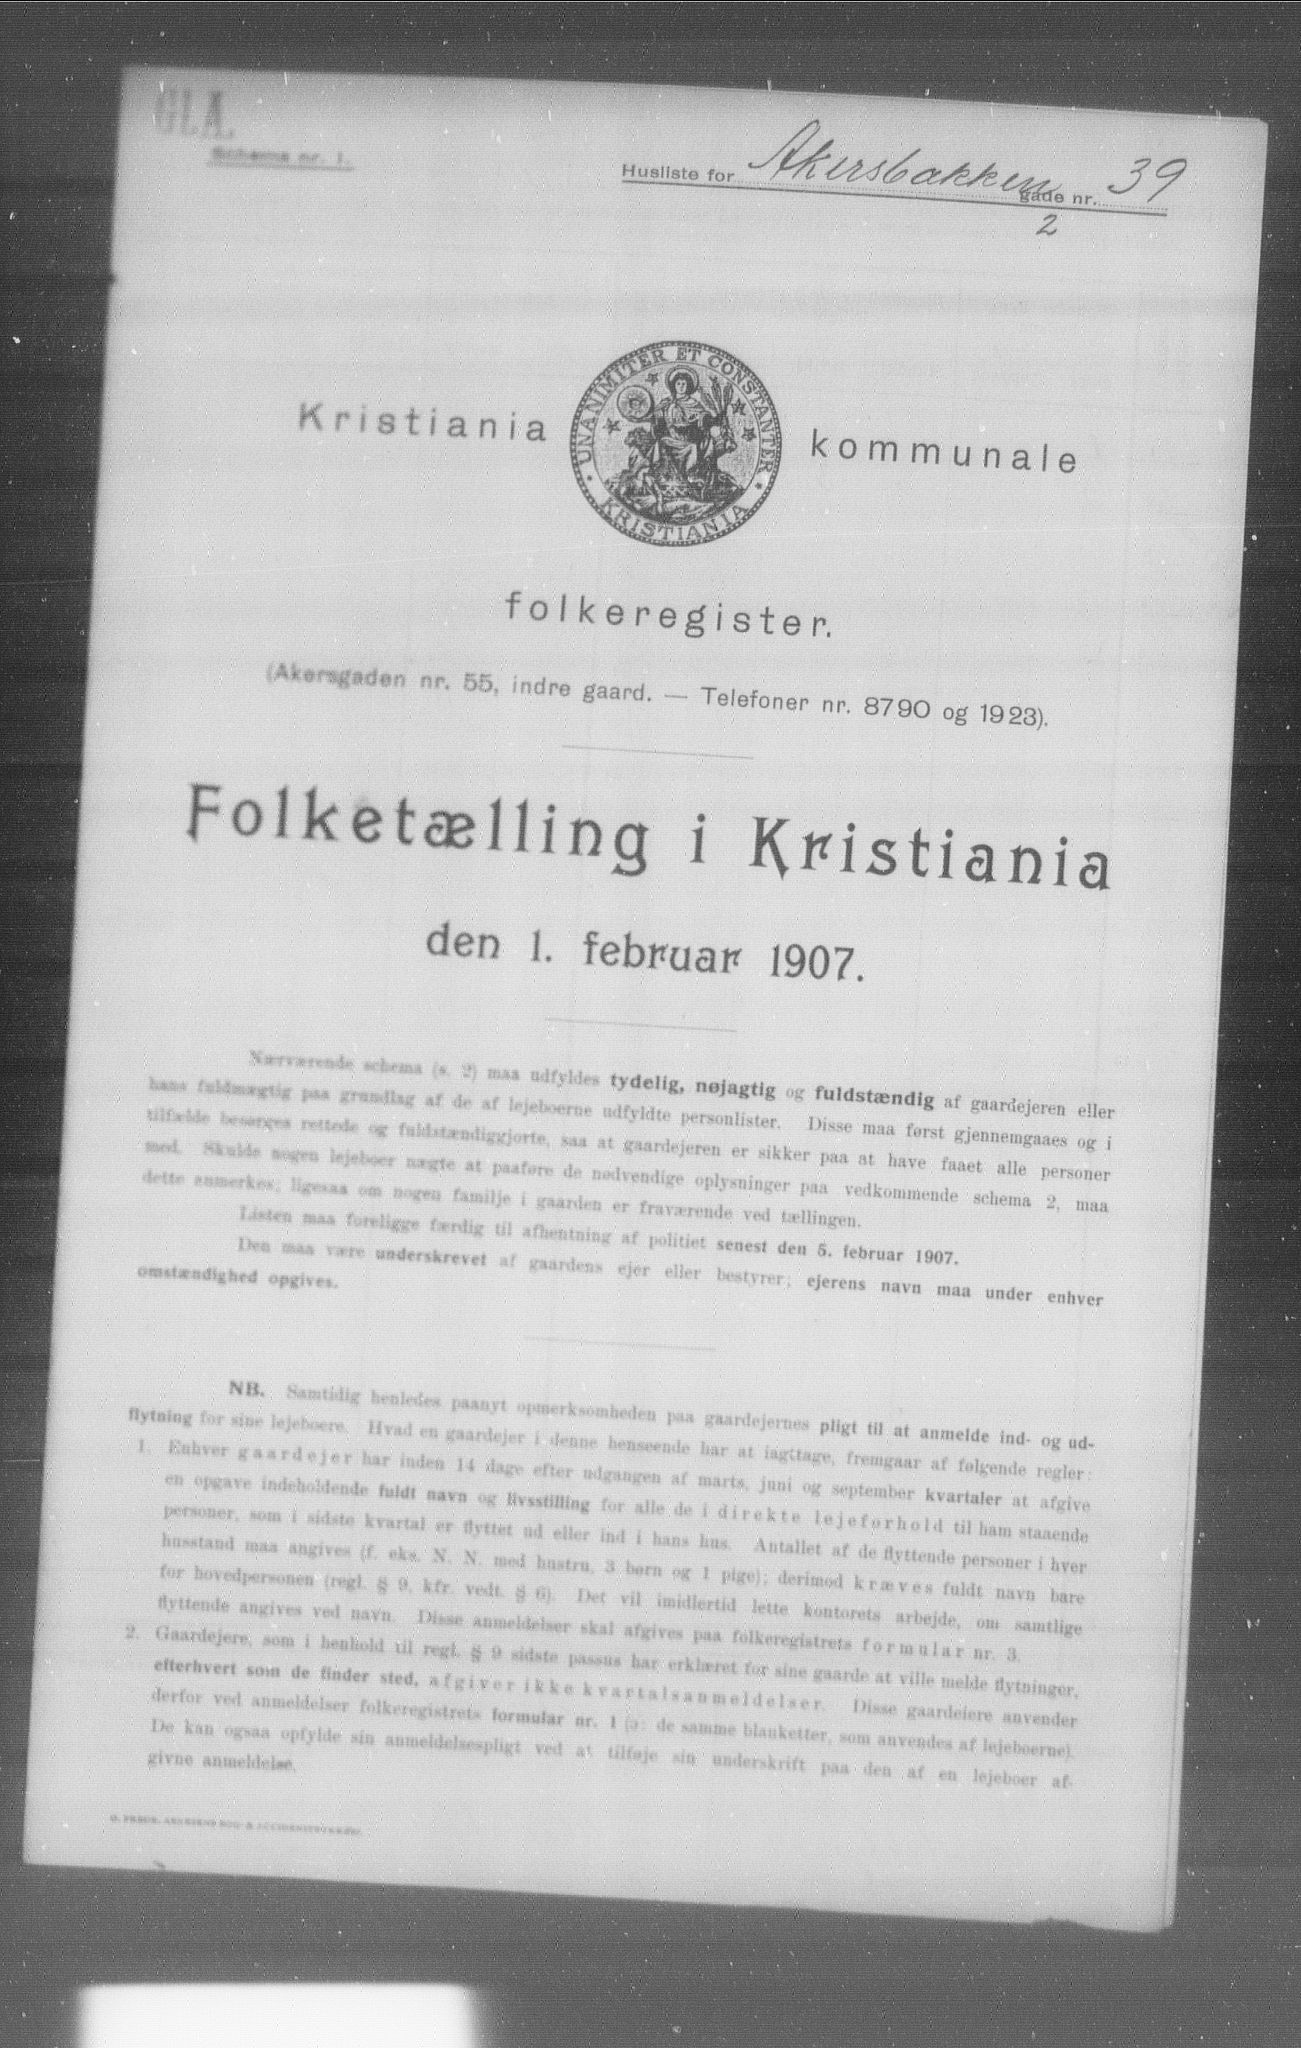 GLA.
Schema nr. 1.
Husliste for Akersbakken gade nr. 39
2
UNANIMITER ET CONSTANTER
KRISTIANIA
Kristiania kommunale
folkeregister.
(Akersgaden nr. 55, indre gaard. — Telefoner nr. 8790 og 1923).
Folketælling i Kristiania
den 1. februar 1907.
Nærværende schema (s. 2) maa udfyldes tydelig, nøjagtig og fuldstændig af gaardejeren eller
hans fuldmægtig paa grundlag af de af lejeboerne udfyldte personlister. Disse maa først gjennemgaaes og i
tilfælde besørges rettede og fuldstændiggjorte, saa at gaardejeren er sikker paa at have faaet alle personer
med. Skulde nogen lejeboer nægte at paaføre de nødvendige oplysninger paa vedkommende schema 2, maa
dette anmerkes; ligesaa om nogen familje i gaarden er fraværende ved tællingen.
Listen maa foreligge færdig til afhentning af politiet senest den 5. februar 1907.
Den maa være underskrevet af gaardens ejer eller bestyrer; ejerens navn maa under enhver
omstændighed opgives.
NB. Samtidig henledes paanyt opmerksomheden paa gaardejernes pligt til at anmelde ind- og ud-
flytning for sine lejeboere. Hvad en gaardejer i denne henseende har at iagttage, fremgaar af følgende regler:
1. Enhver gaardejer har inden 14 dage efter udgangen af marts, juni og september kvartaler at afgive
en opgave indeholdende fuldt navn og livsstilling for alle de i direkte lejeforhold til ham staaende
personer, som i sidste kvartal er flyttet ud eller ind i hans hus. Antallet af de flyttende personer i hver
husstand maa angives (f. eks. N. N. med hustru, 3 børn og 1 pige); derimod kræves fuldt navn bare
for hovedpersonen (regl. § 9, kfr. vedt. § 6). Det vil imidlertid lette kontorets arbejde, om samtlige
flyttende angives ved navn. Disse anmeldelser skal afgives paa folkeregistrets formular nr. 3.
2. Gaardejere, som i henhold til regl. § 9 sidste passus har erklæret for sine gaarde at ville melde flytninger,
efterhvert som de finder sted, afgiver ikke kvartalsanmeldelser. Disse gaardeiere anvender
derfor ved anmeldelser folkeregistrets formular nr. 1 (ɔ: de samme blanketter, som anvendes af lejeboerne).
De kan ogsaa opfylde sin anmeldelsespligt ved at tilføje sin underskrift paa den af en lejeboer af-
givne anmeldelse.